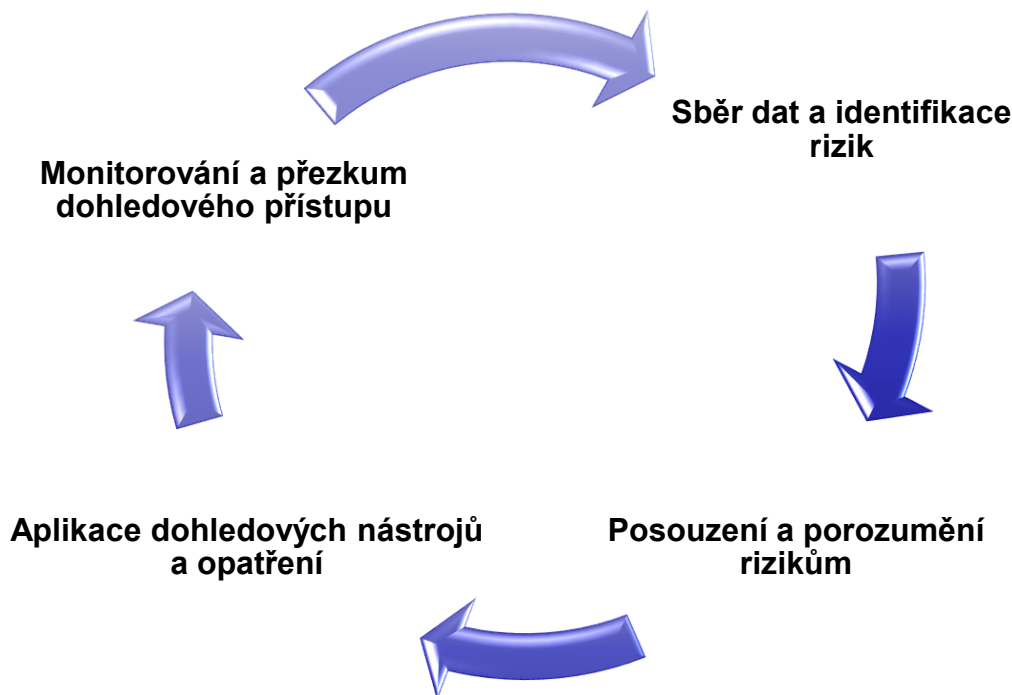 Sběr dat a identifikace
rizik
Monitorování a přezkum
dohledového přístupu
Aplikace dohledových nástrojů
a opatření
Posouzení a porozumění
rizikům